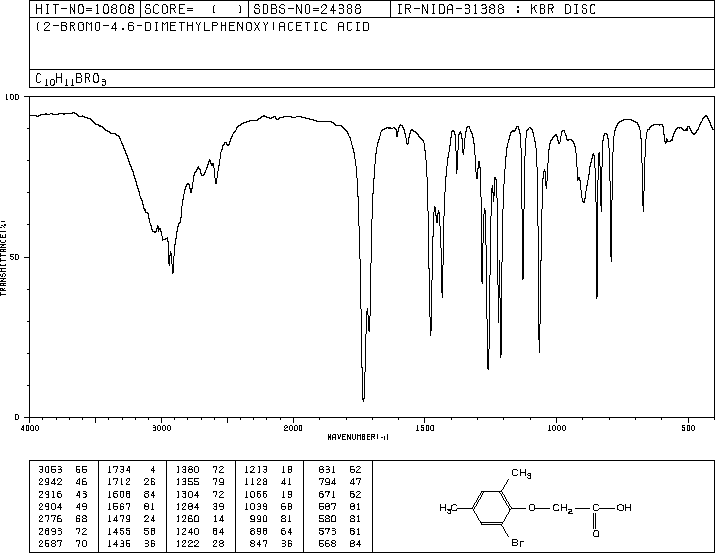 HIT-NO=10808 SCORE= ( ) SDBS-NO=24388 IR-NIDA-31388 : KBR DISC
(2-BROMO-4,6-DIMETHYLPHENOXY)ACETIC ACID
C10H11BRO3
100
50
0
TRANSMITTANCE(%)
4000 3000 2000 1500 1000 500
WAVENUMBER(-1)
3063 55 1734 4 1380 72 1213 18 831 62
2942 46 1712 26 1355 79 1128 41 794 47
2916 43 1608 84 1304 72 1066 19 671 62
2904 49 1567 81 1284 39 1039 68 587 81
2776 68 1479 24 1260 14 990 81 580 81
2693 72 1455 58 1240 64 898 64 573 81
2587 70 1436 36 1222 28 847 36 568 84
CH3
H3C
O
CH2
C
OH
O
Br